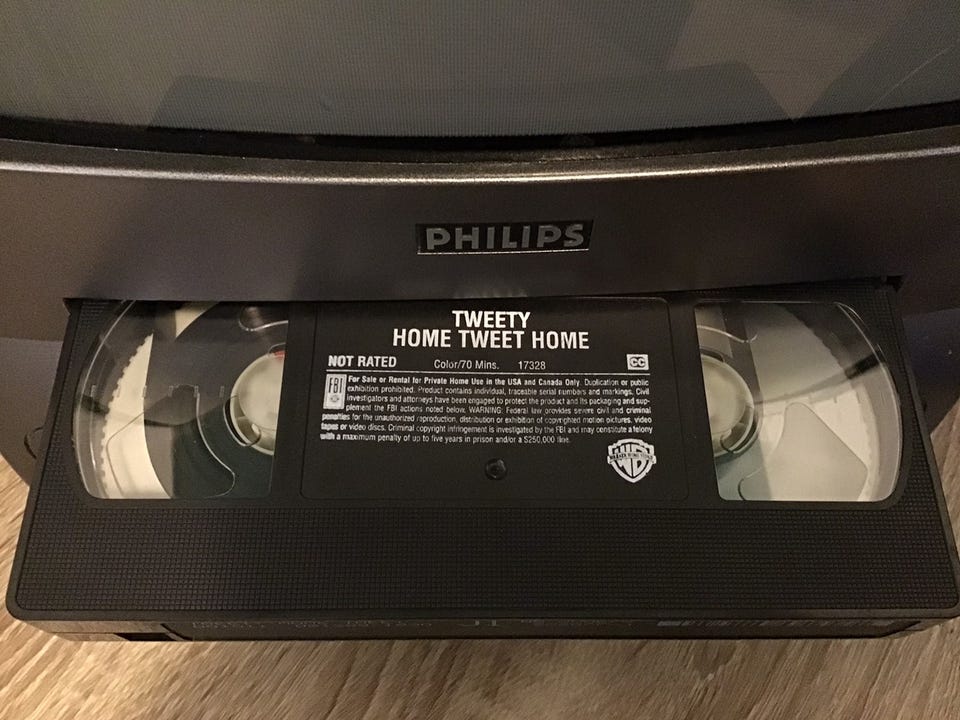 PHILIPS
TWEETY
HOME TWEET HOME
NOT RATED Color/70 Mins. 17328 CC
FBI For Sale or Rental for Private Home Use in the USA and Canada Only. Duplication or public
exhibition prohibited. Product contains individual, traceable serial numbers and markings. Civil
investigators and attorneys have been engaged to protect the product and its packaging and sup-
plement the FBI actions noted below. WARNING: Federal law provides severe civil and criminal
penalties for the unauthorized reproduction, distribution or exhibition of copyrighted motion pictures, video
tapes or video discs. Criminal copyright infringement is investigated by the FBI and may constitute a felony
with a maximum penalty of up to five years in prison and/or a $250,000 fine.
WB